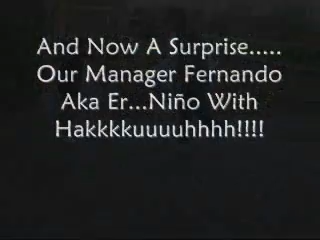 And Now A Surprise.....
Our Manager Fernando
Aka Er...Niño With
Hakkkkuuuuhhhh!!!!